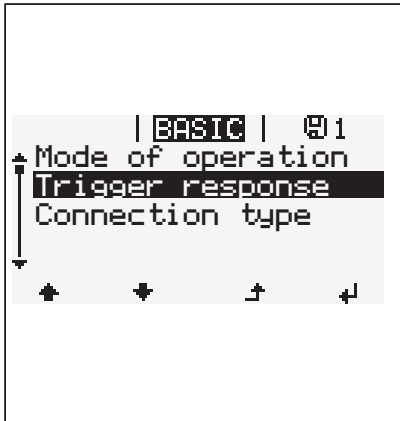 | BASIC | 1
Mode of operation
Trigger response
Connection type